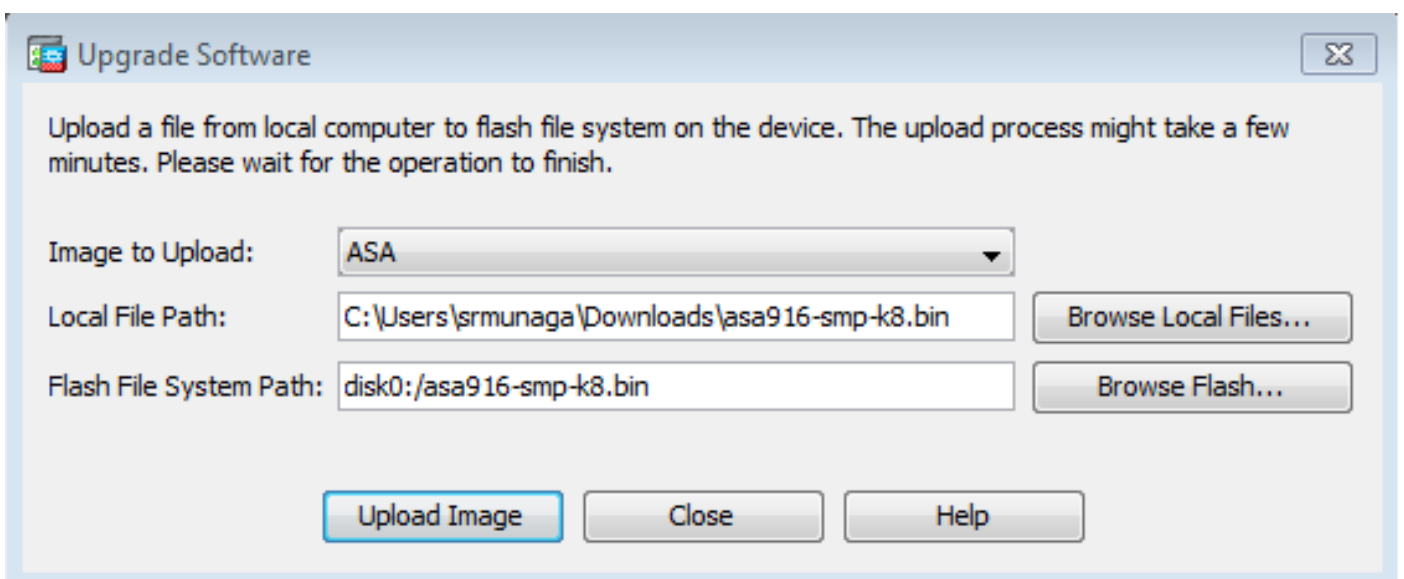 Upgrade Software
Upload a file from local computer to flash file system on the device. The upload process might take a few
minutes. Please wait for the operation to finish.
Image to Upload: ASA
Local File Path: C:\Users\srmunaga\Downloads\asa916-smp-k8.bin Browse Local Files...
Flash File System Path: disk0:/asa916-smp-k8.bin Browse Flash...
Upload Image Close Help